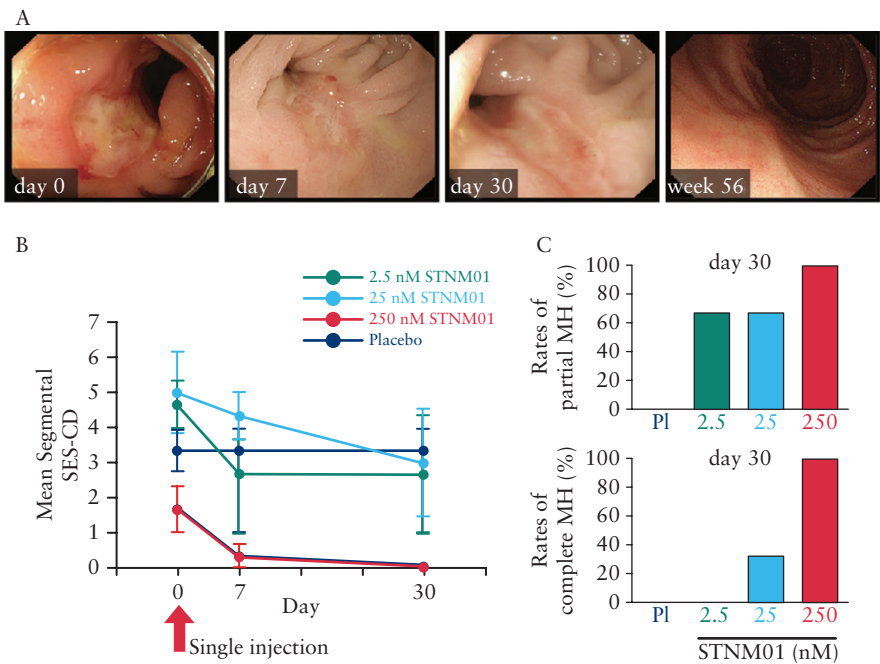 A
day 0
day 7
day 30
week 56
B
2.5 nM STNM01
25 nM STNM01
250 nM STNM01
Placebo
Mean Segmental
SES-CD
7
6
5
4
3
2
1
0
0 7 30
Day
Single injection
C
day 30
Rates of
partial MH (%)
100
80
60
40
20
0
Pl 2.5 25 250
day 30
Rates of
complete MH (%)
100
80
60
40
20
0
Pl 2.5 25 250
STNM01 (nM)